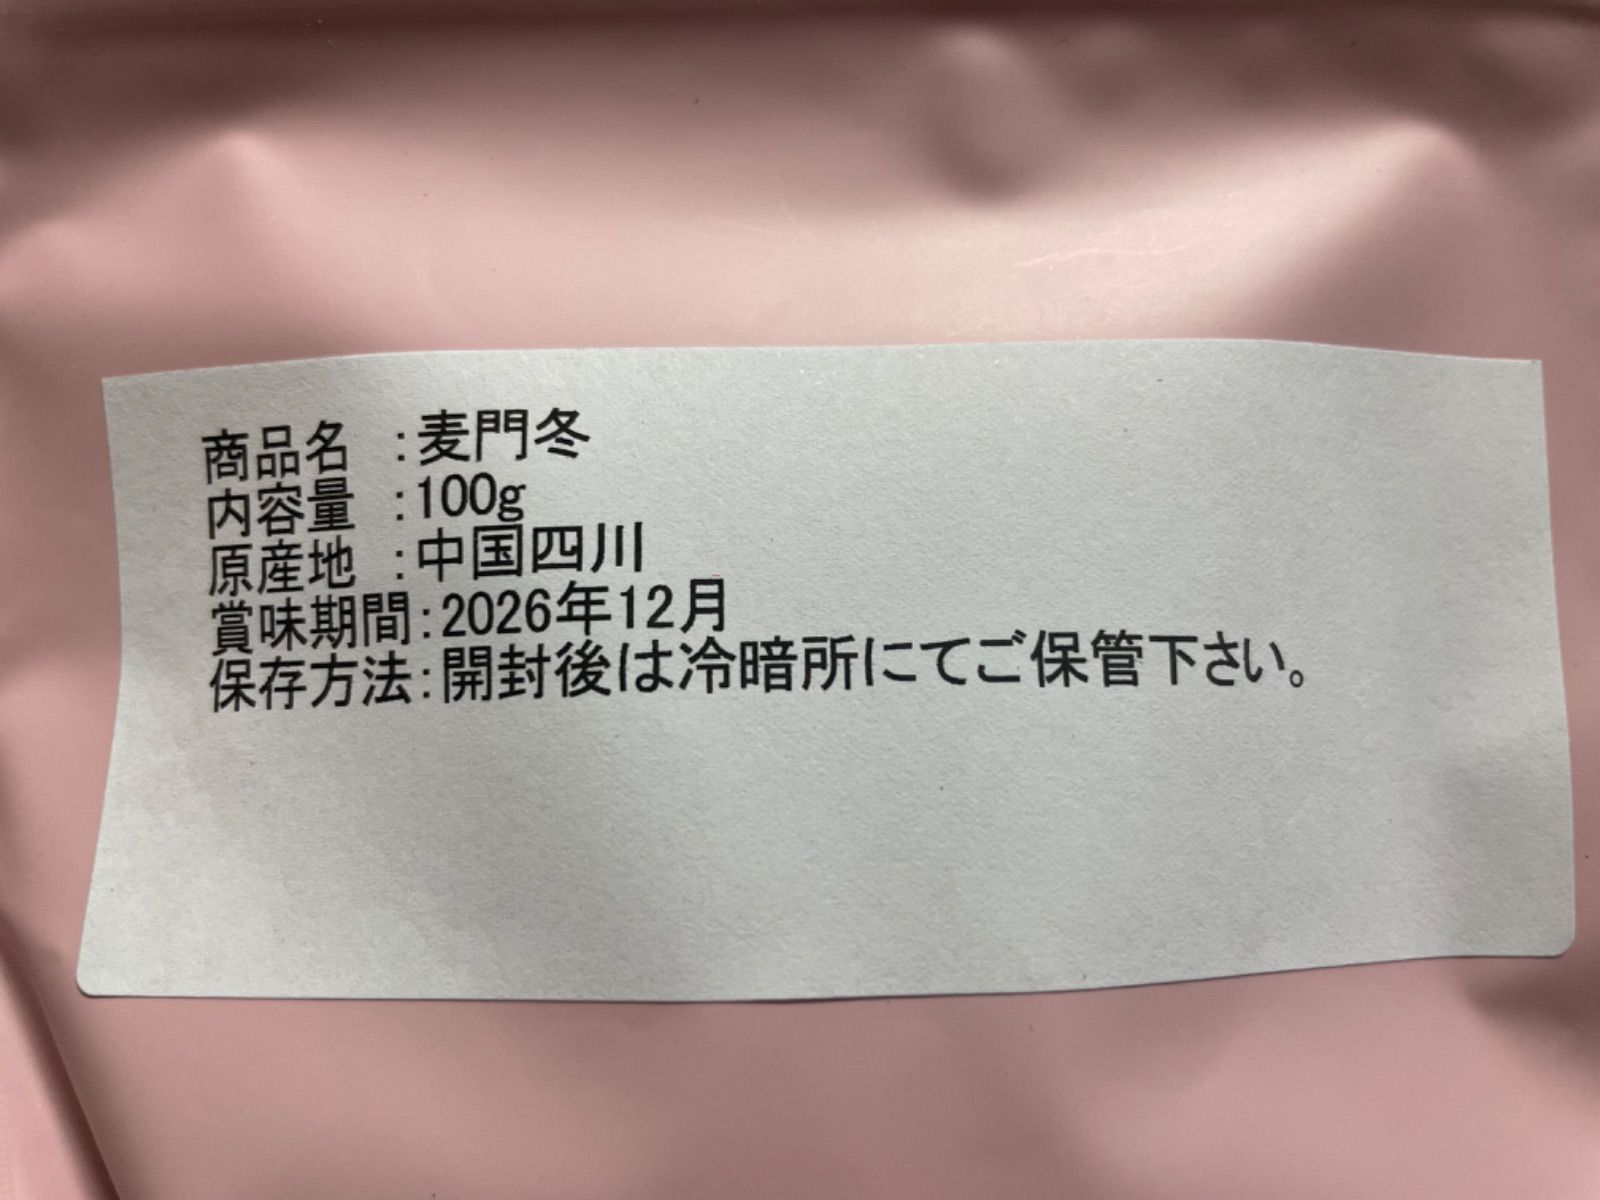 商品名 :麦門冬
内容量 :100g
原産地 :中国四川
賞味期間:2026年12月
保存方法:開封後は冷暗所にてご保管下さい。